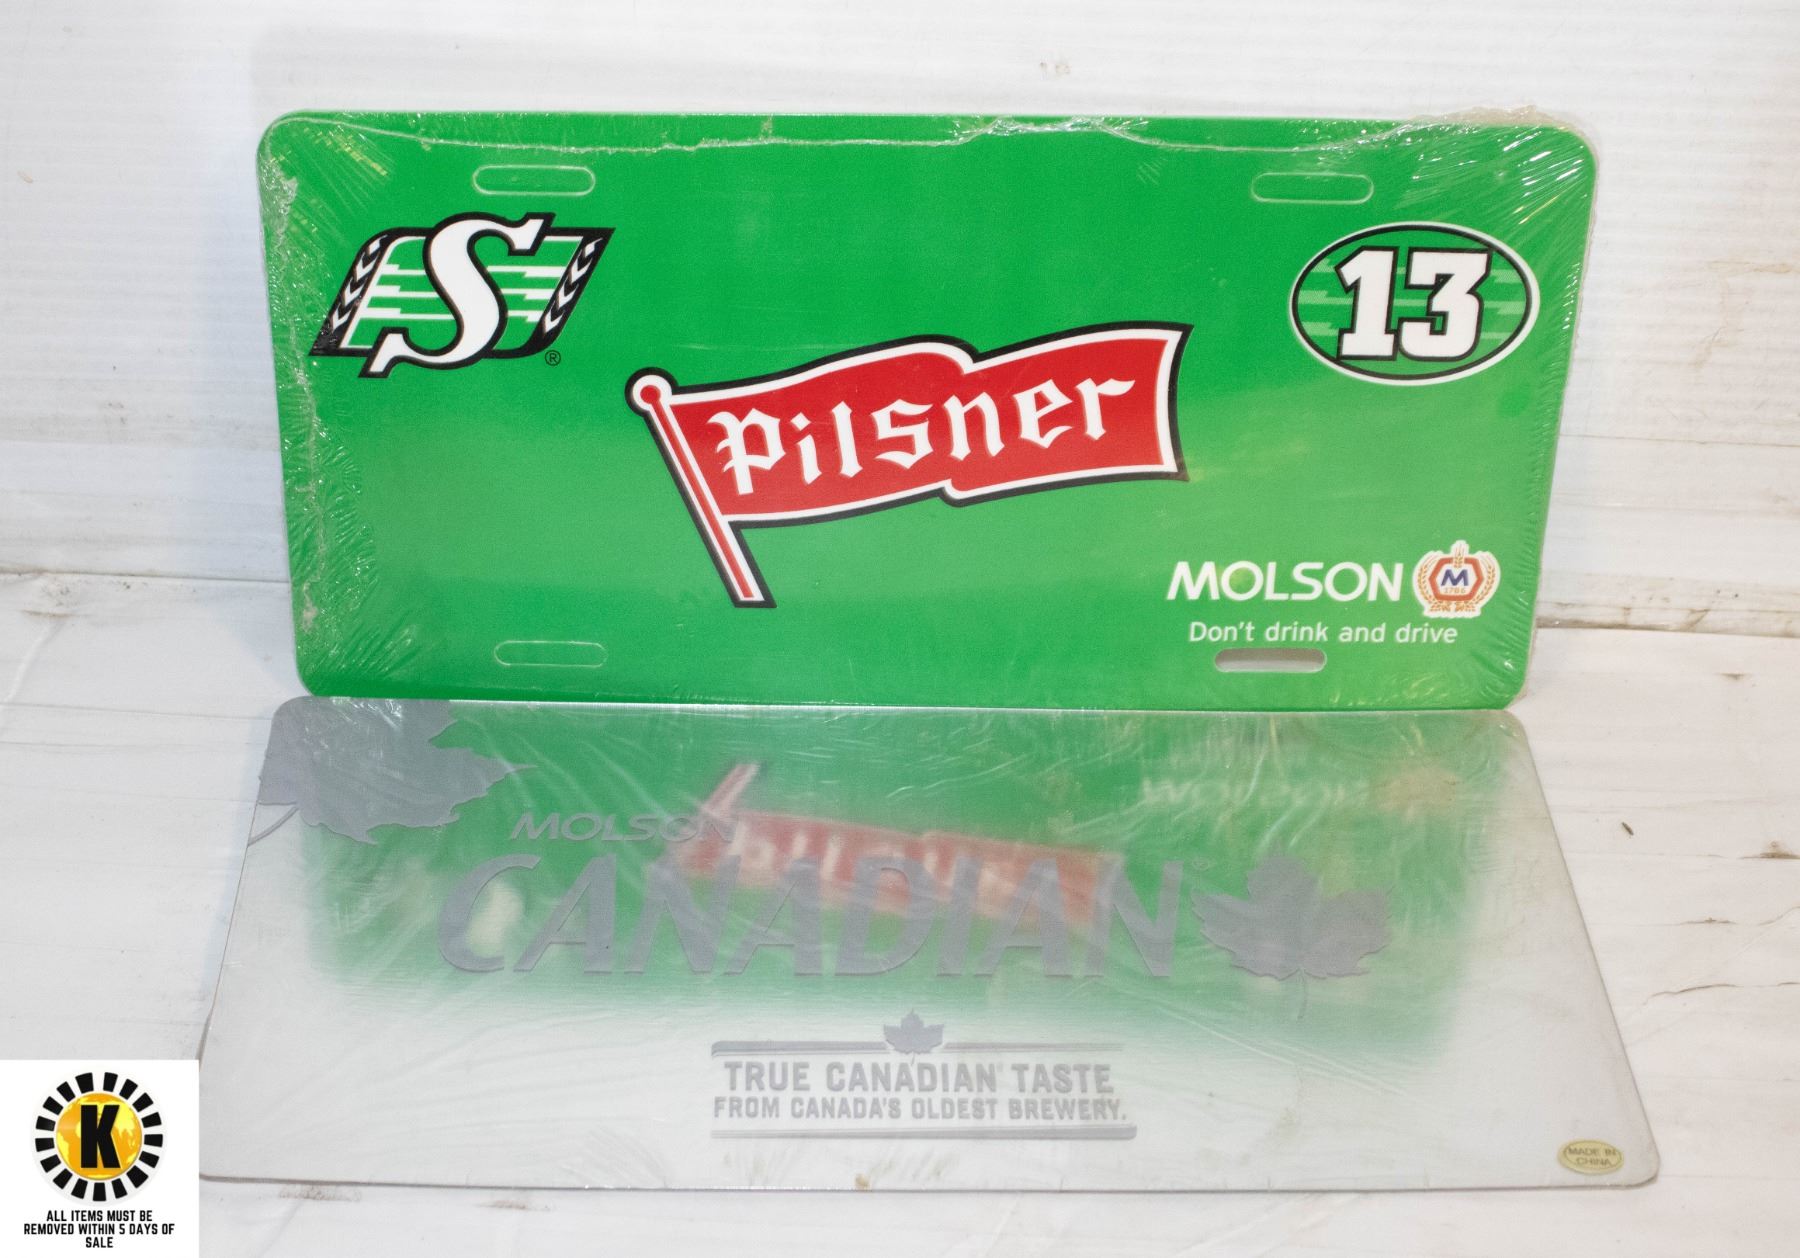 S
®
13
Pilsner
MOLSON
M
1786
Don't drink and drive
MOLSON
CANADIAN
TRUE CANADIAN TASTE
FROM CANADA'S OLDEST BREWERY.
MADE IN
CHINA
K
ALL ITEMS MUST BE
REMOVED WITHIN 5 DAYS OF
SALE